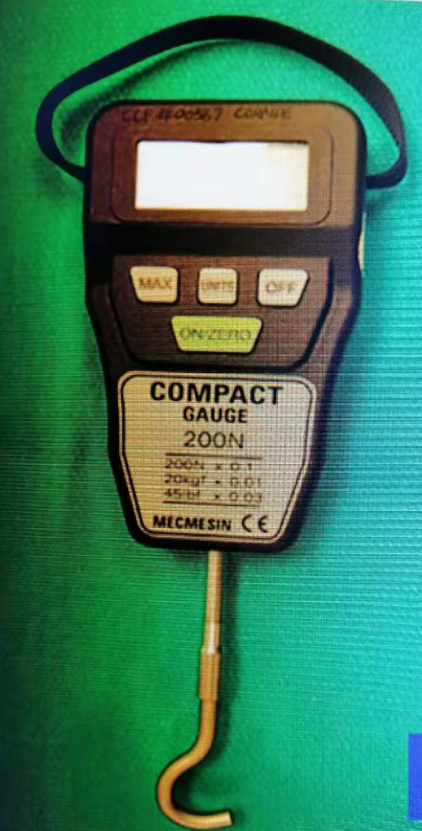 MAX UNITS OFF
ON/ZERO
COMPACT
GAUGE
200N
200N x 0.1
20kgf x 0.01
45lbf x 0.03
MECMESIN CE